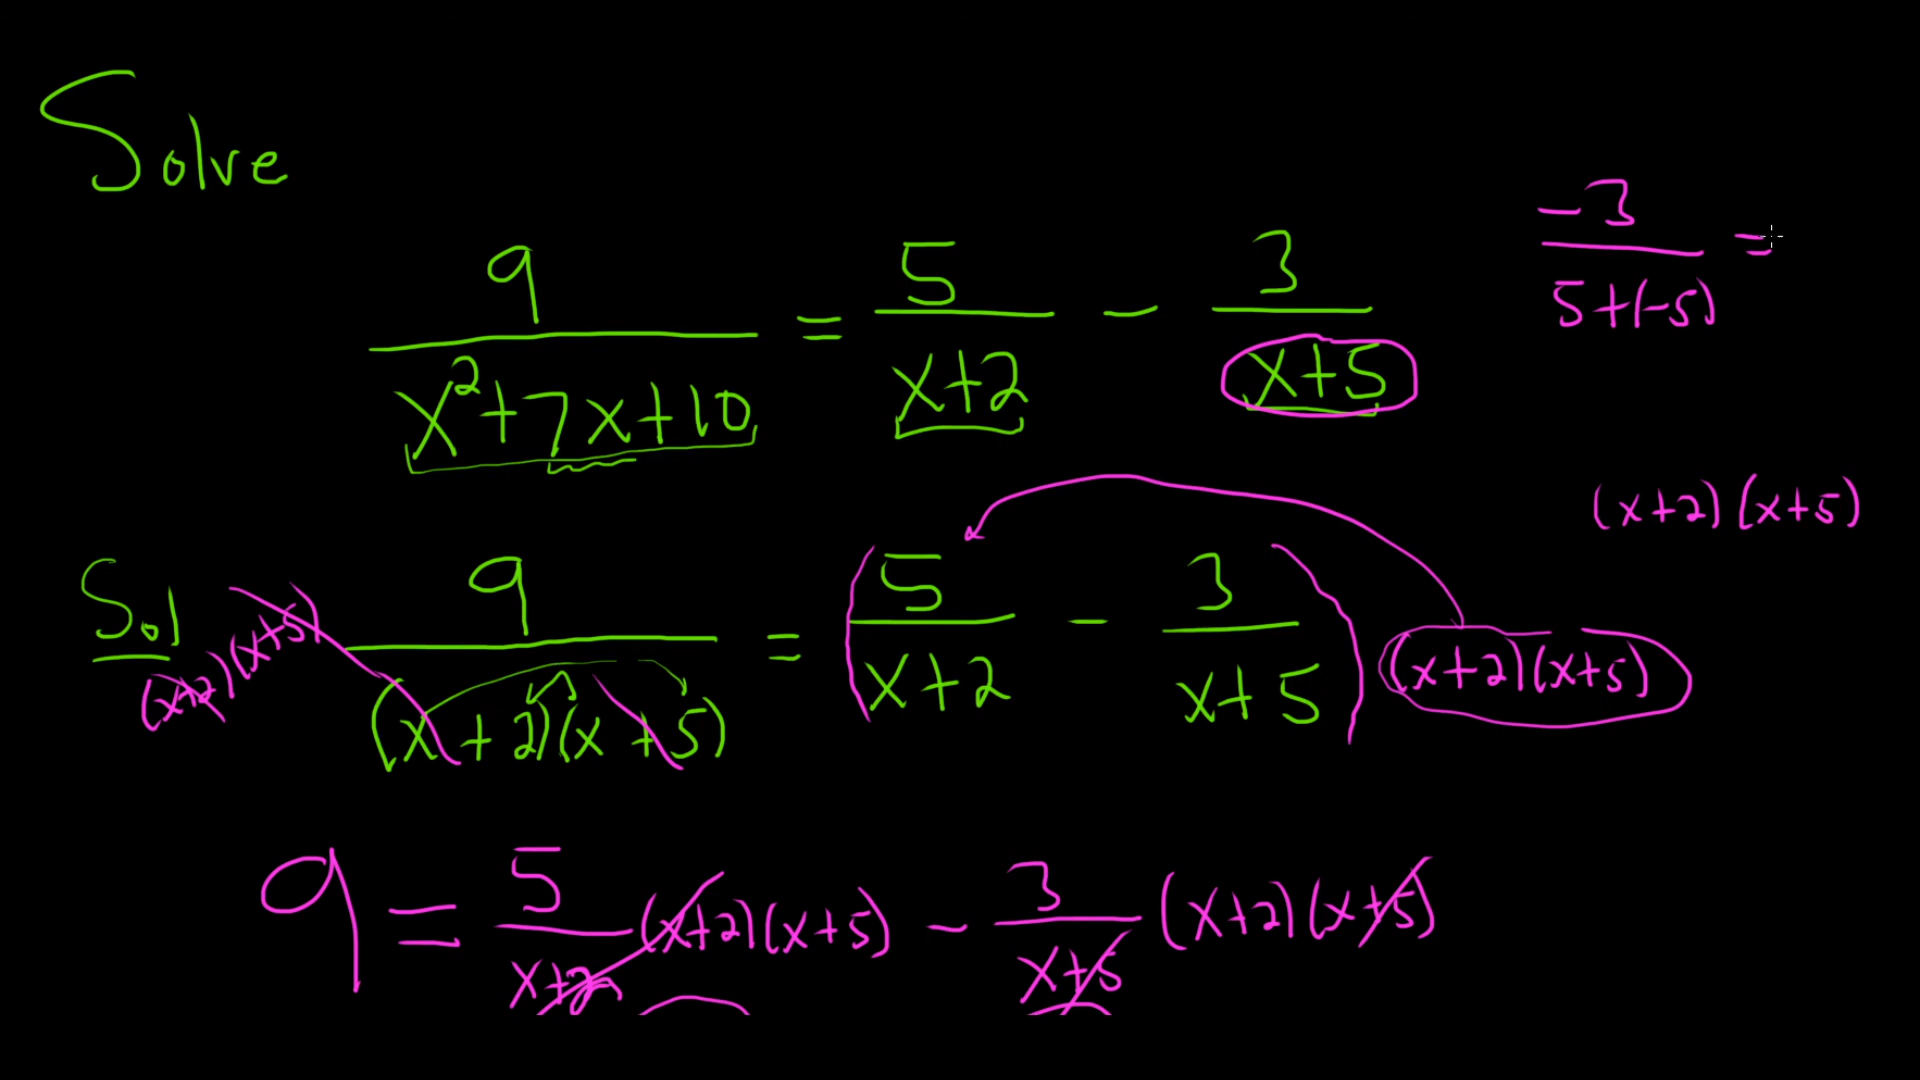 Solve
9/(x²+7x+10) = 5/(x+2) - 3/(x+5)
-3/(5+(-5)) =
(x+2)(x+5)
Sol
(x+2)(x+5) 9/((x+2)(x+5)) = (5/(x+2) - 3/(x+5)) (x+2)(x+5)
9 = 5/(x+2) (x+2)(x+5) - 3/(x+5) (x+2)(x+5)